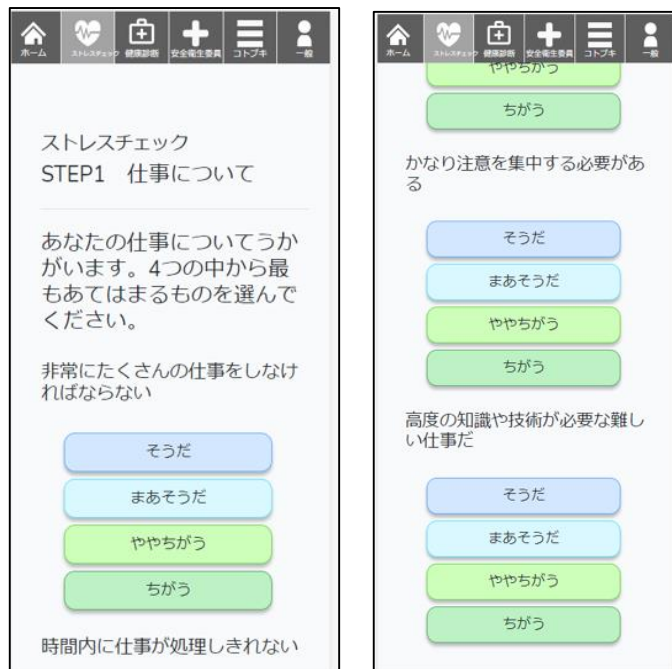 ホーム
ストレスチェック
健康診断
安全衛生委員
コトブキ
一般
ストレスチェック
STEP1 仕事について
あなたの仕事についてうか
がいます。4つの中から最
もあてはまるものを選んで
ください。
非常にたくさんの仕事をしなけ
ればならない
そうだ
まあそうだ
ややちがう
ちがう
時間内に仕事が処理しきれない
ホーム
ストレスチェック
健康診断
安全衛生委員
コトブキ
一般
ややちがう
ちがう
かなり注意を集中する必要があ
る
そうだ
まあそうだ
ややちがう
ちがう
高度の知識や技術が必要な難し
い仕事だ
そうだ
まあそうだ
ややちがう
ちがう